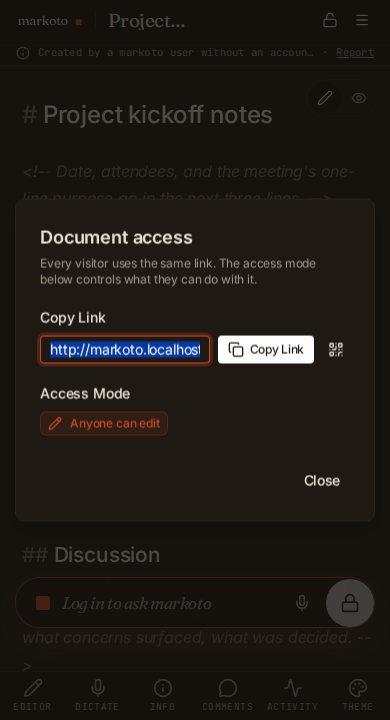 markoto
Project...
Created by a markoto user without an accoun… · Report
# Project kickoff notes
<!-- Date, attendees, and the meeting's one-
Document access
Every visitor uses the same link. The access mode
below controls what they can do with it.
Copy Link
http://markoto.localhost
Copy Link
Access Mode
Anyone can edit
Close
## Discussion
Log in to ask markoto
what concerns surfaced, what was decided. --
>
EDITOR DICTATE INFO COMMENTS ACTIVITY THEME